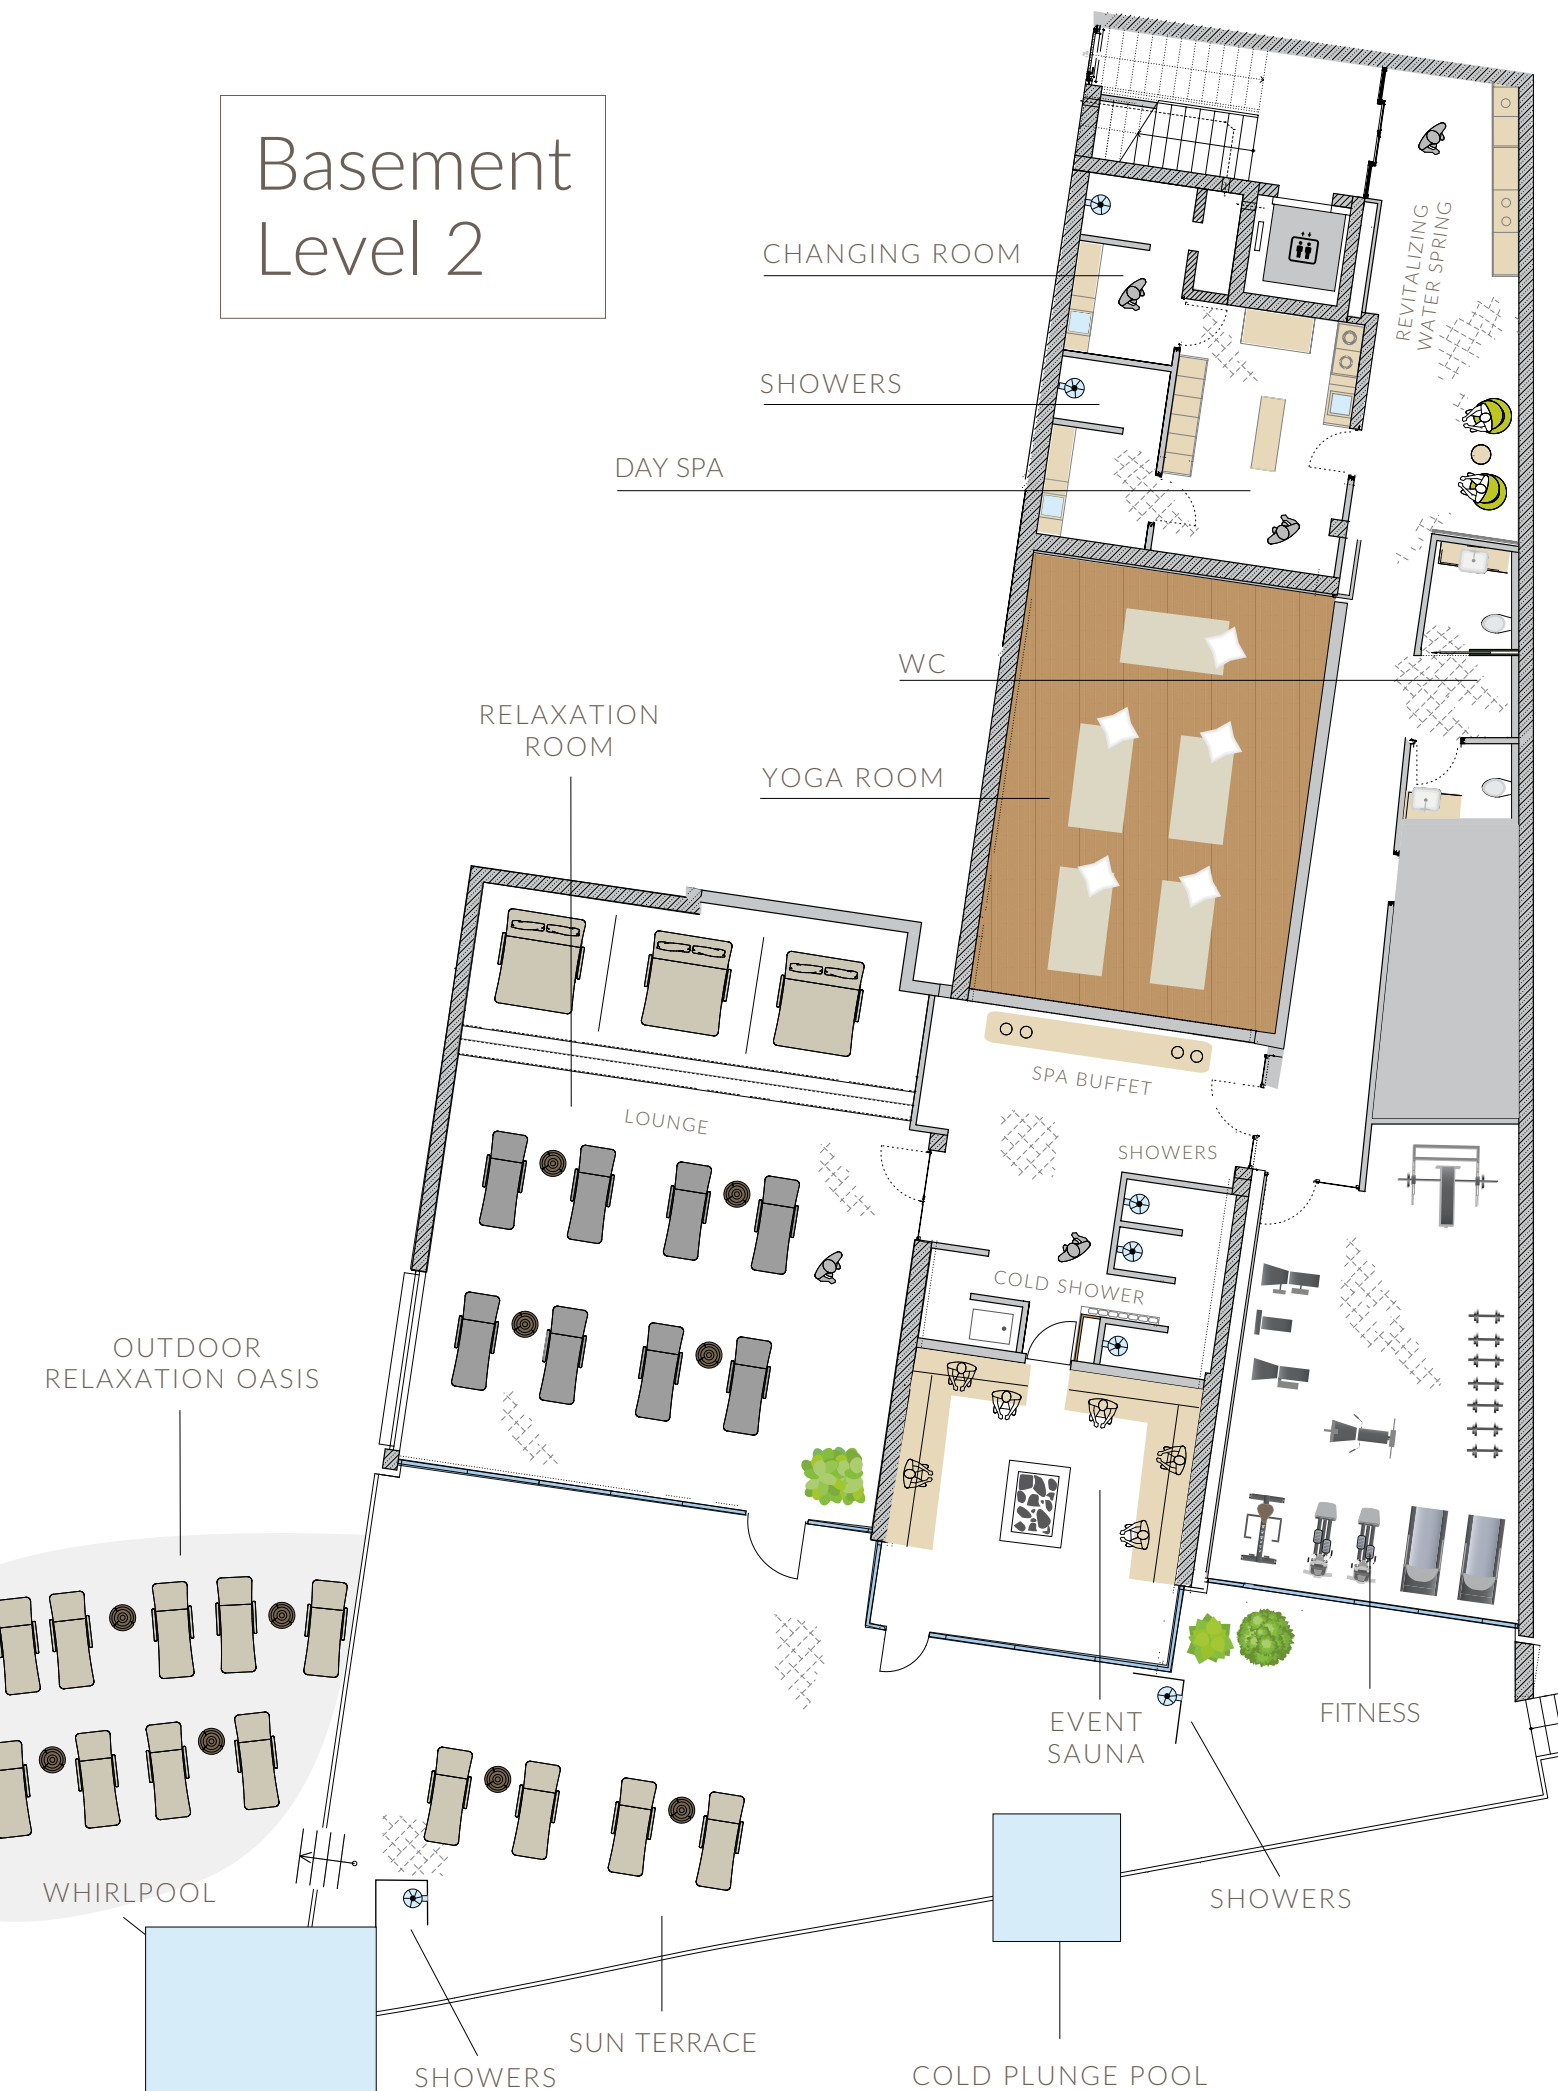 Basement
Level 2
CHANGING ROOM
REVITALIZING
WATER SPRING
SHOWERS
DAY SPA
WC
RELAXATION
ROOM
YOGA ROOM
SPA BUFFET
LOUNGE
SHOWERS
COLD SHOWER
OUTDOOR
RELAXATION OASIS
EVENT
SAUNA
FITNESS
WHIRLPOOL
SHOWERS
SUN TERRACE
SHOWERS
COLD PLUNGE POOL